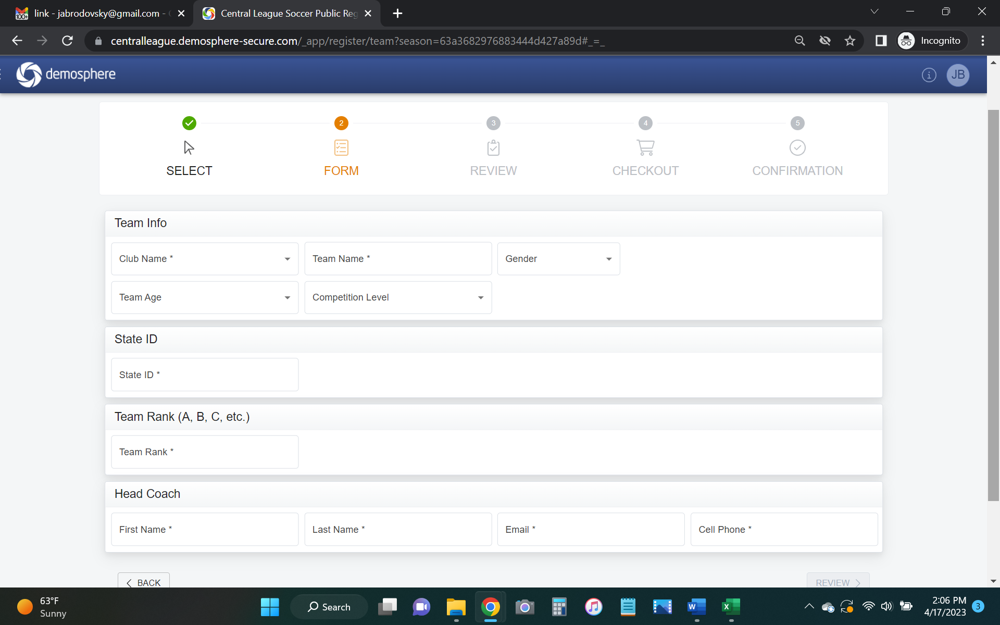 link - jabrodovsky@gmail.com -
Central League Soccer Public Reg
centralleague.demosphere-secure.com/_app/register/team?season=63a3682976883444d427a89d#_=_
Incognito
demosphere
JB
2
3
4
5
SELECT
FORM
REVIEW
CHECKOUT
CONFIRMATION
Team Info
Club Name *
Team Name *
Gender
Team Age
Competition Level
State ID
State ID *
Team Rank (A, B, C, etc.)
Team Rank *
Head Coach
First Name *
Last Name *
Email *
Cell Phone *
BACK
REVIEW
63°F
Sunny
Search
2:06 PM
4/17/2023
3